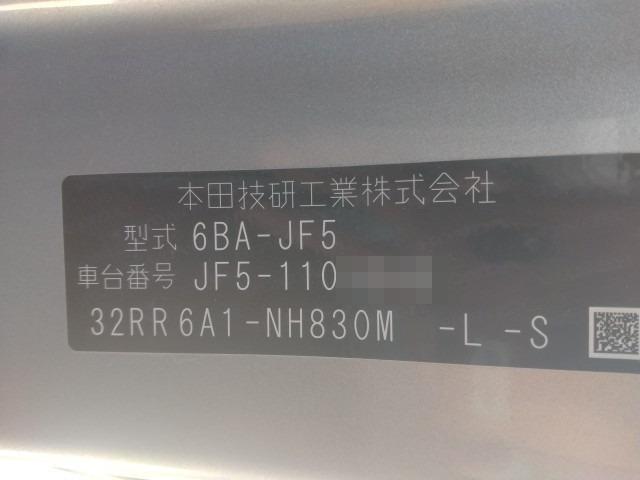 本田技研工業株式会社
型式 6BA-JF5
車台番号 JF5-110
32RR6A1-NH830M -L -S